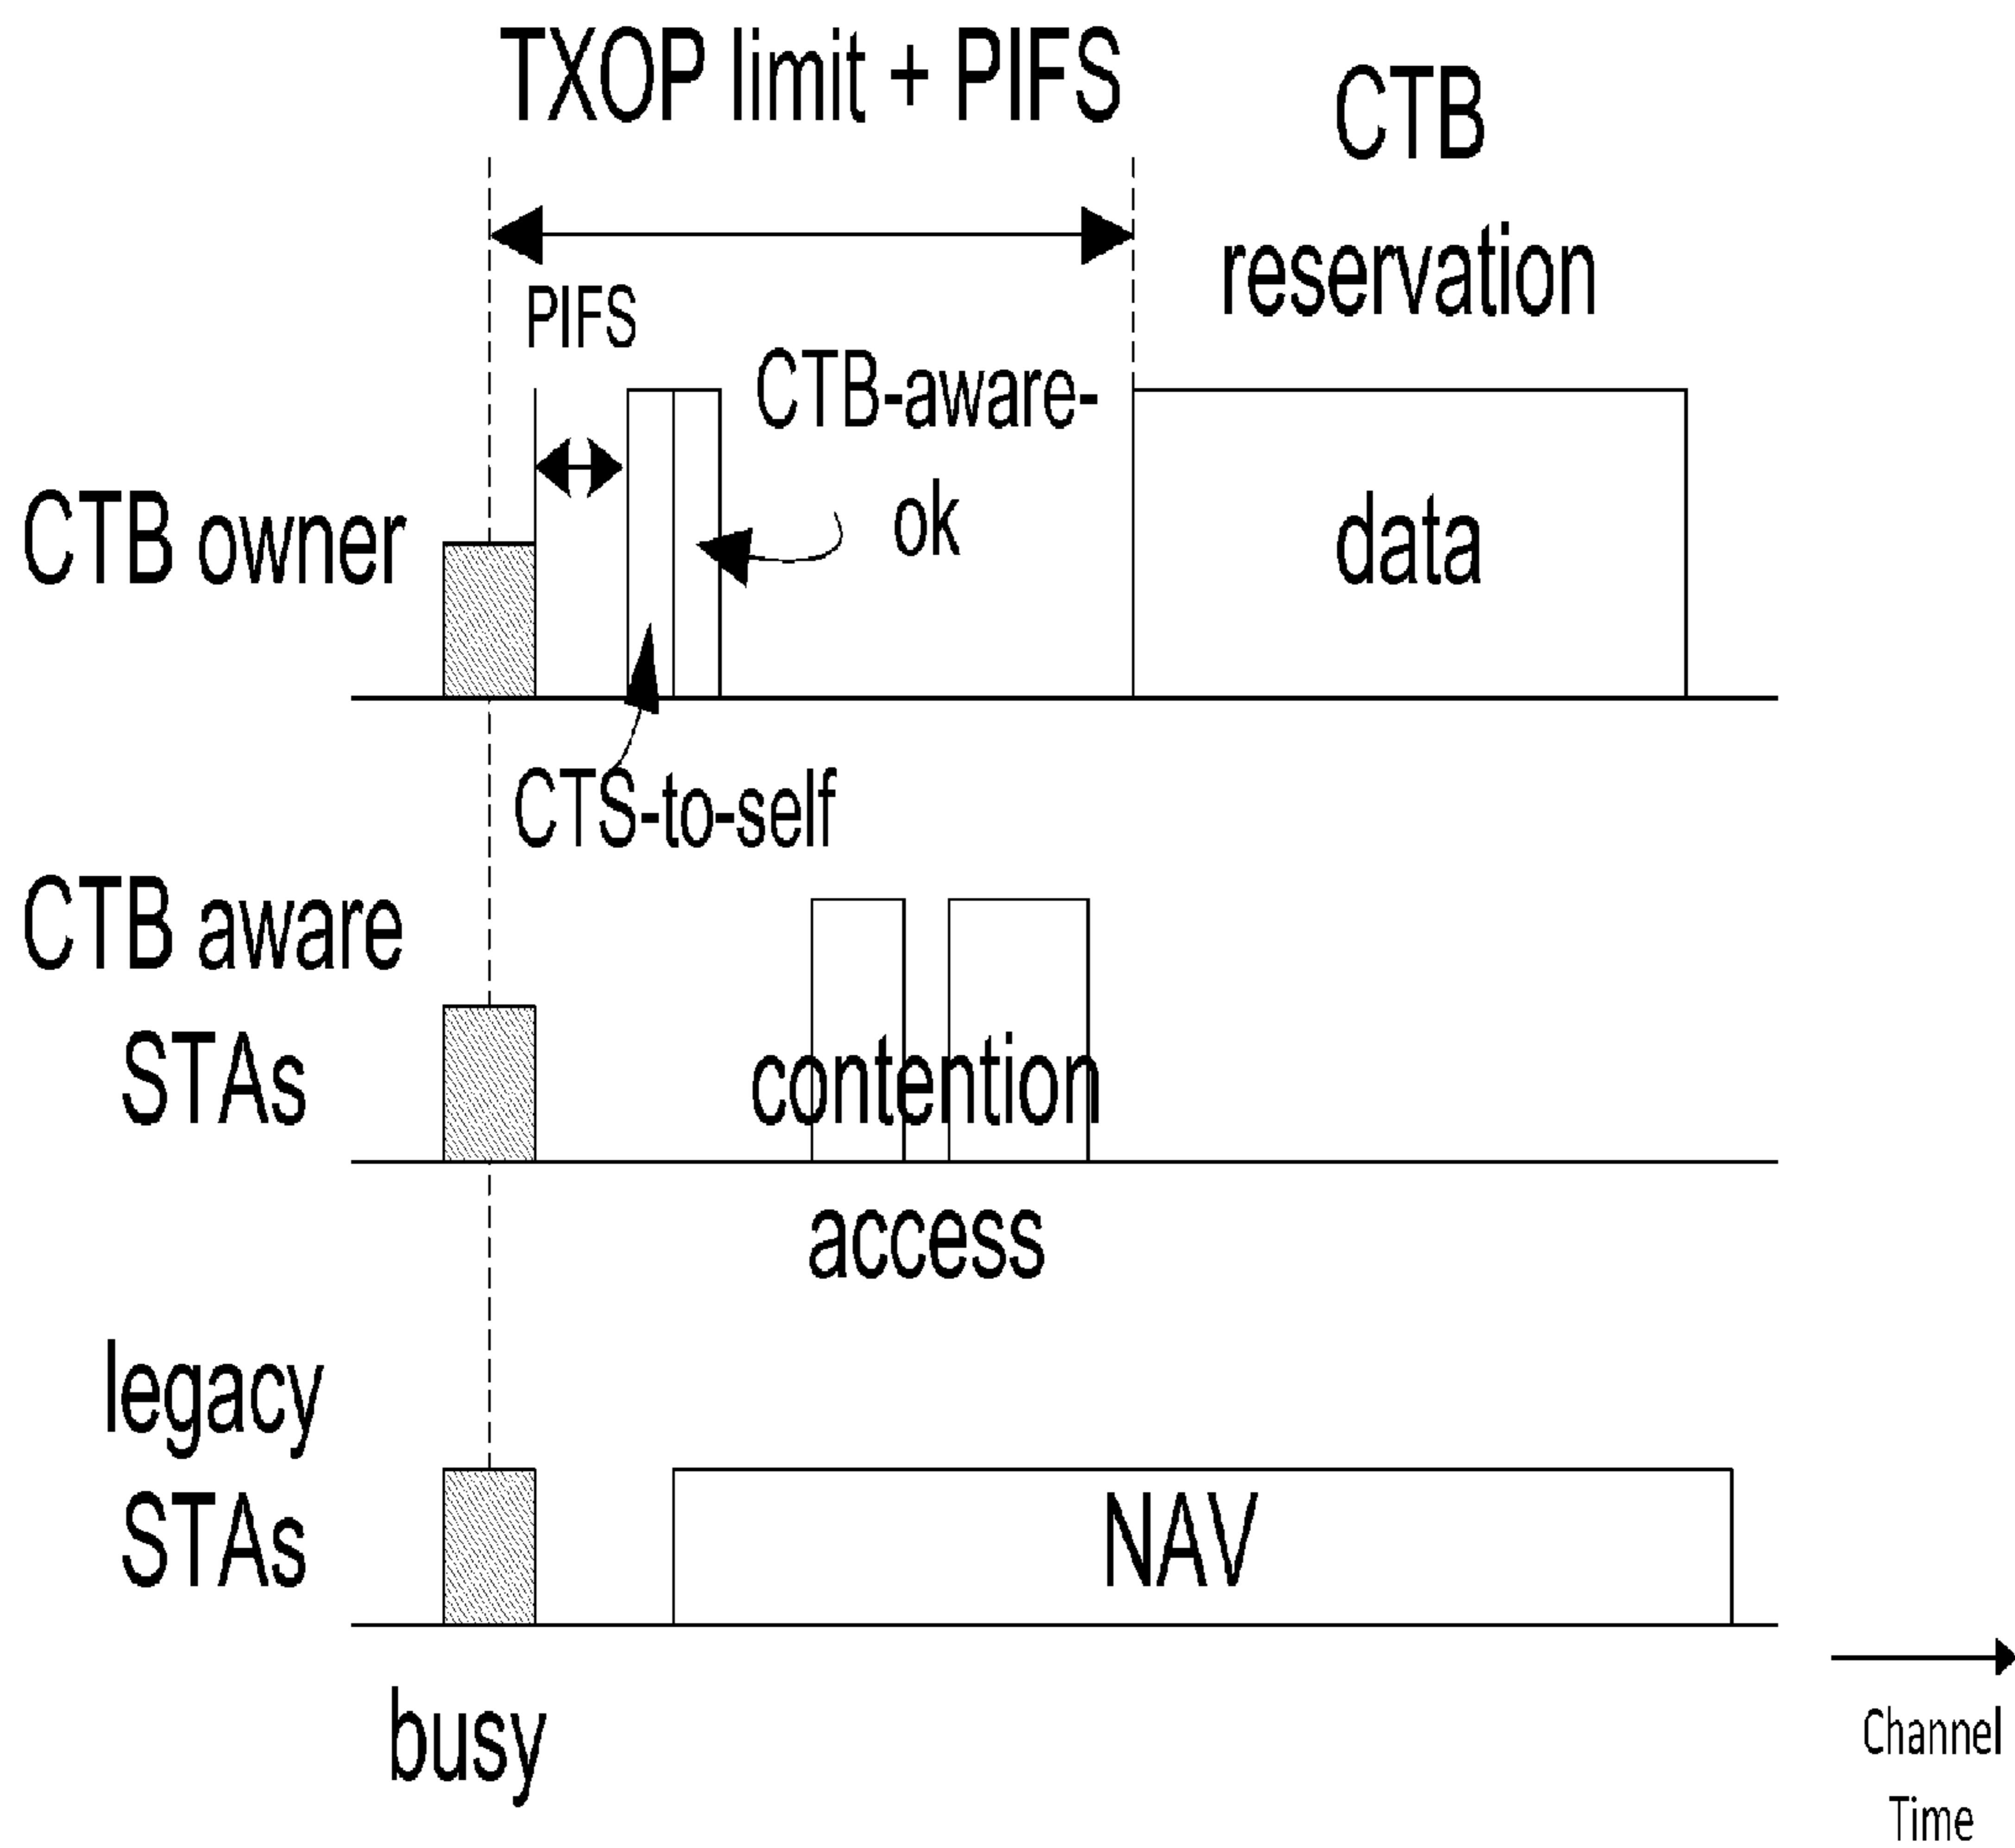 TXOP limit + PIFS
CTB
reservation
PIFS
CTB-aware-
ok
CTB owner
data
CTS-to-self
CTB aware
STAs
contention
access
legacy
STAs
NAV
busy
Channel
Time